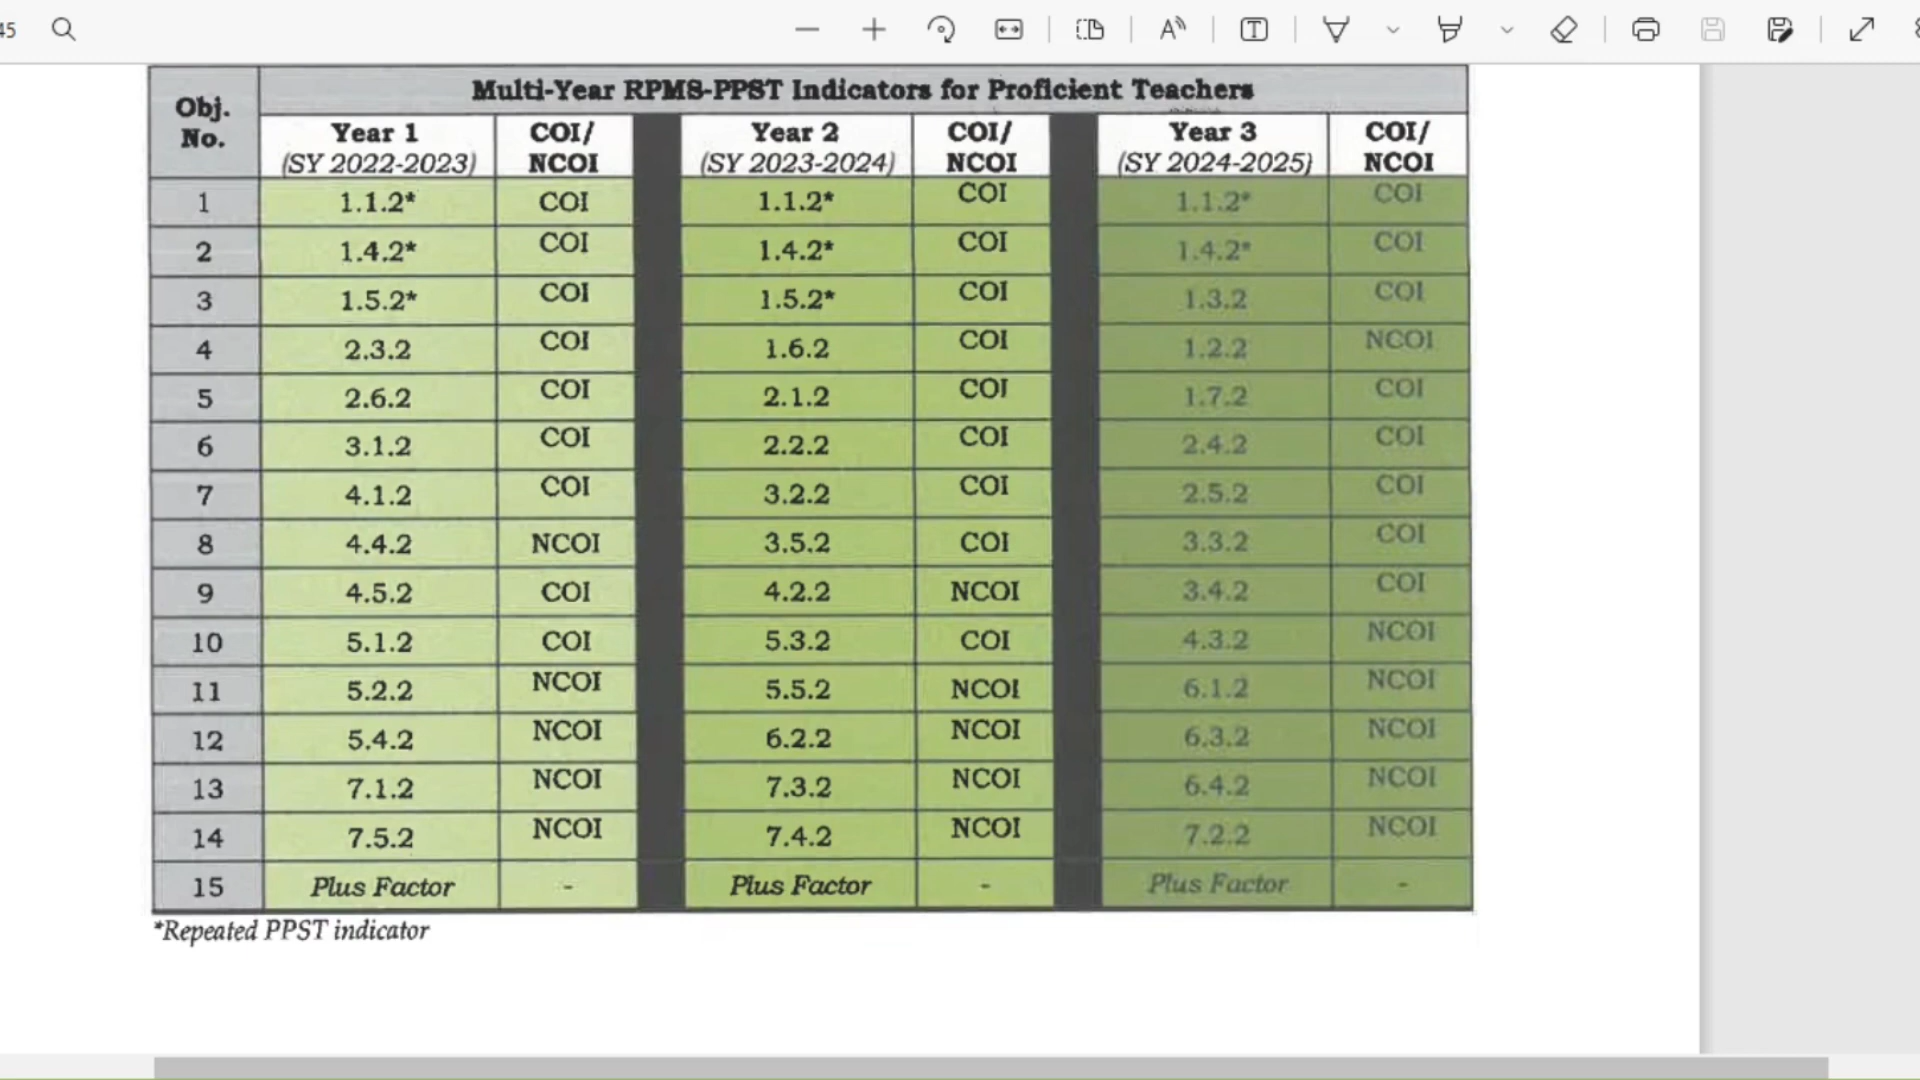 45
Multi-Year RPMS-PPST Indicators for Proficient Teachers
Obj. No. Year 1 (SY 2022-2023) COI/ NCOI Year 2 (SY 2023-2024) COI/ NCOI Year 3 (SY 2024-2025) COI/ NCOI
1 1.1.2* COI 1.1.2* COI 1.1.2* COI
2 1.4.2* COI 1.4.2* COI 1.4.2* COI
3 1.5.2* COI 1.5.2* COI 1.3.2 COI
4 2.3.2 COI 1.6.2 COI 1.2.2 NCOI
5 2.6.2 COI 2.1.2 COI 1.7.2 COI
6 3.1.2 COI 2.2.2 COI 2.4.2 COI
7 4.1.2 COI 3.2.2 COI 2.5.2 COI
8 4.4.2 NCOI 3.5.2 COI 3.3.2 COI
9 4.5.2 COI 4.2.2 NCOI 3.4.2 COI
10 5.1.2 COI 5.3.2 COI 4.3.2 NCOI
11 5.2.2 NCOI 5.5.2 NCOI 6.1.2 NCOI
12 5.4.2 NCOI 6.2.2 NCOI 6.3.2 NCOI
13 7.1.2 NCOI 7.3.2 NCOI 6.4.2 NCOI
14 7.5.2 NCOI 7.4.2 NCOI 7.2.2 NCOI
15 Plus Factor - Plus Factor - Plus Factor -
*Repeated PPST indicator